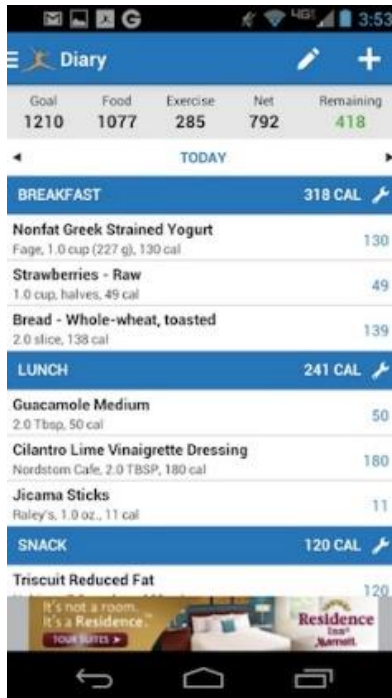 4G 3:53
Diary
Goal Food Exercise Net Remaining
1210 1077 285 792 418
TODAY
BREAKFAST 318 CAL
Nonfat Greek Strained Yogurt
Fage, 1.0 cup (227 g), 130 cal 130
Strawberries - Raw
1.0 cup, halves, 49 cal 49
Bread - Whole-wheat, toasted
2.0 slice, 138 cal 139
LUNCH 241 CAL
Guacamole Medium
2.0 Tbsp, 50 cal 50
Cilantro Lime Vinaigrette Dressing
Nordstom Cafe, 2.0 TBSP, 180 cal 180
Jicama Sticks
Raley's, 1.0 oz., 11 cal 11
SNACK 120 CAL
Triscuit Reduced Fat
120
It's not a room.
It's a Residence.
TOUR SUITES
Residence
Inn
Marriott